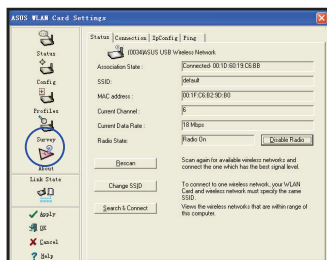 ASUS WLAN Card Settings
Status
Config
Profiles
Survey
About
Link State
Apply
OK
Cancel
Help
Status Connection IpConfig Ping
(0034)ASUS USB Wireless Network
Association State : Connected- 00:1D:60:19:C6:BB
SSID: default
MAC address : 00:1F:C6:B2:9D:B0
Current Channel : 6
Current Data Rate : 18 Mbps
Radio State: Radio On Disable Radio
Rescan Scan again for available wireless networks and
connect the one which has the best signal level.
Change SSID To connect to one wireless network, your WLAN
Card and wireless network must specify the same
SSID.
Search & Connect Views the wireless networks that are within range of
this computer.